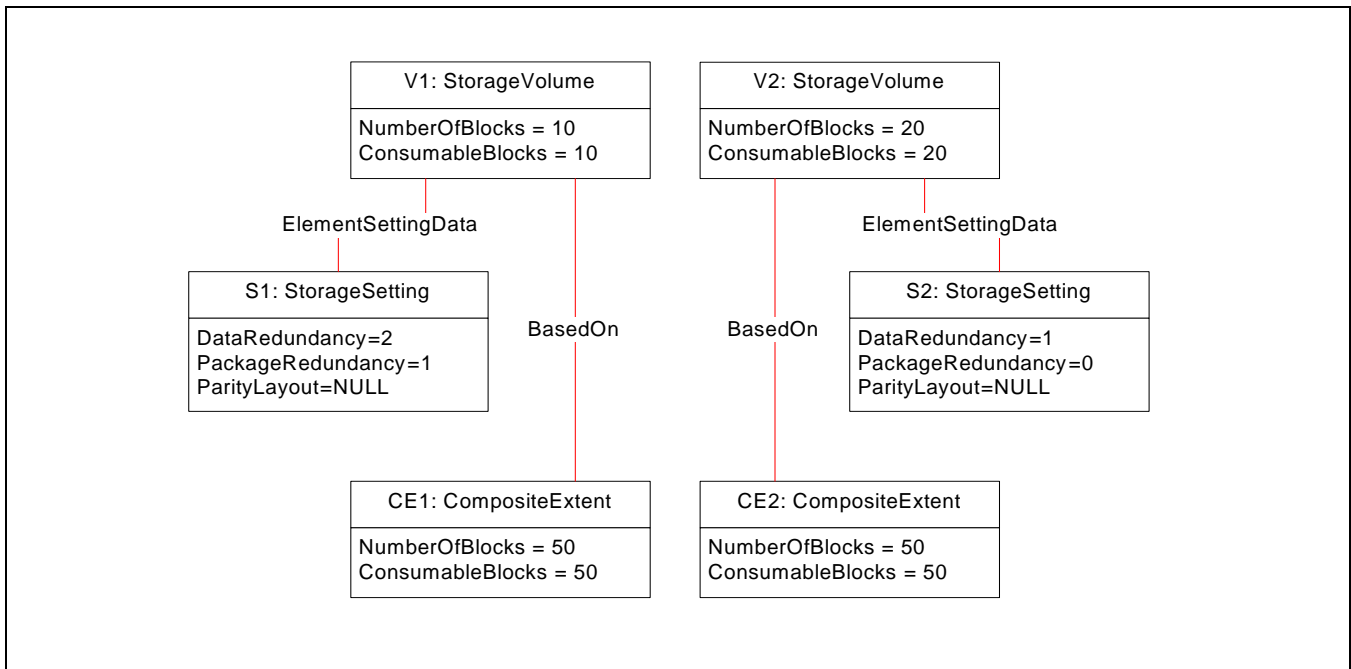 V1: StorageVolume
NumberOfBlocks = 10
ConsumableBlocks = 10
V2: StorageVolume
NumberOfBlocks = 20
ConsumableBlocks = 20
ElementSettingData
ElementSettingData
S1: StorageSetting
DataRedundancy=2
PackageRedundancy=1
ParityLayout=NULL
BasedOn
BasedOn
S2: StorageSetting
DataRedundancy=1
PackageRedundancy=0
ParityLayout=NULL
CE1: CompositeExtent
NumberOfBlocks = 50
ConsumableBlocks = 50
CE2: CompositeExtent
NumberOfBlocks = 50
ConsumableBlocks = 50